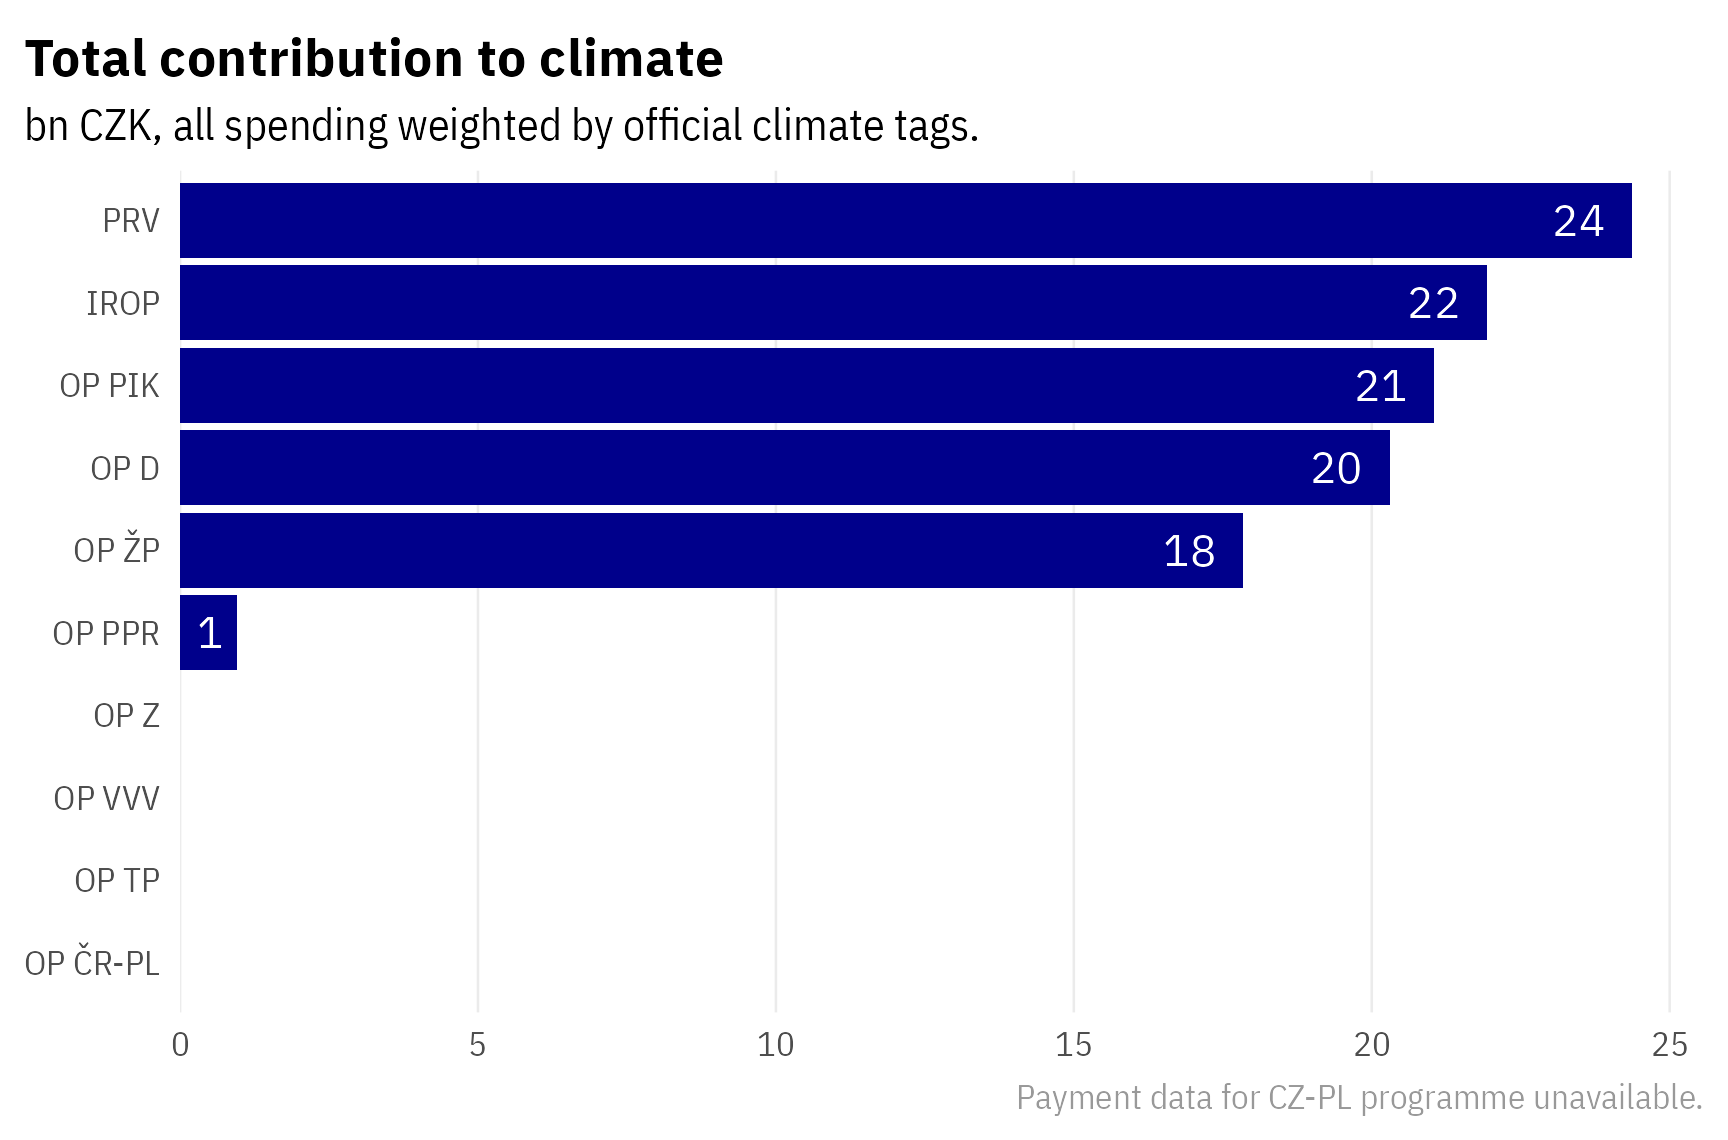 Total contribution to climate
bn CZK, all spending weighted by official climate tags.
PRV 24
IROP 22
OP PIK 21
OP D 20
OP ŽP 18
OP PPR 1
OP Z
OP VVV
OP TP
OP ČR-PL
0 5 10 15 20 25
Payment data for CZ-PL programme unavailable.